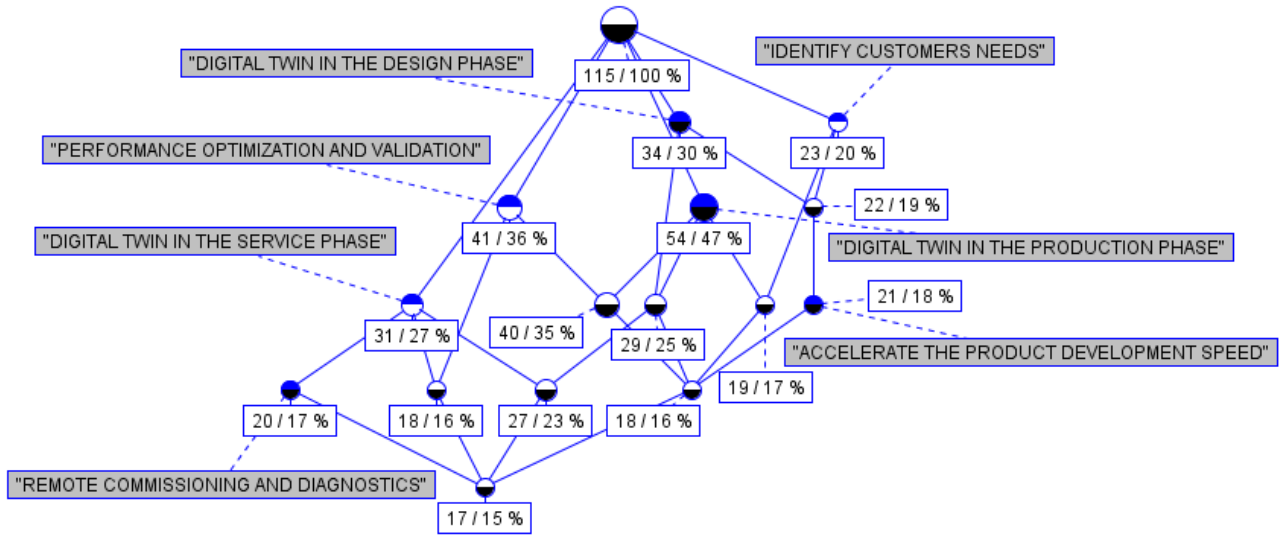 "IDENTIFY CUSTOMERS NEEDS"
"DIGITAL TWIN IN THE DESIGN PHASE"
115 / 100 %
"PERFORMANCE OPTIMIZATION AND VALIDATION"
34 / 30 %
23 / 20 %
22 / 19 %
"DIGITAL TWIN IN THE SERVICE PHASE"
41 / 36 %
54 / 47 %
"DIGITAL TWIN IN THE PRODUCTION PHASE"
21 / 18 %
40 / 35 %
31 / 27 %
29 / 25 %
"ACCELERATE THE PRODUCT DEVELOPMENT SPEED"
19 / 17 %
20 / 17 %
18 / 16 %
27 / 23 %
18 / 16 %
"REMOTE COMMISSIONING AND DIAGNOSTICS"
17 / 15 %